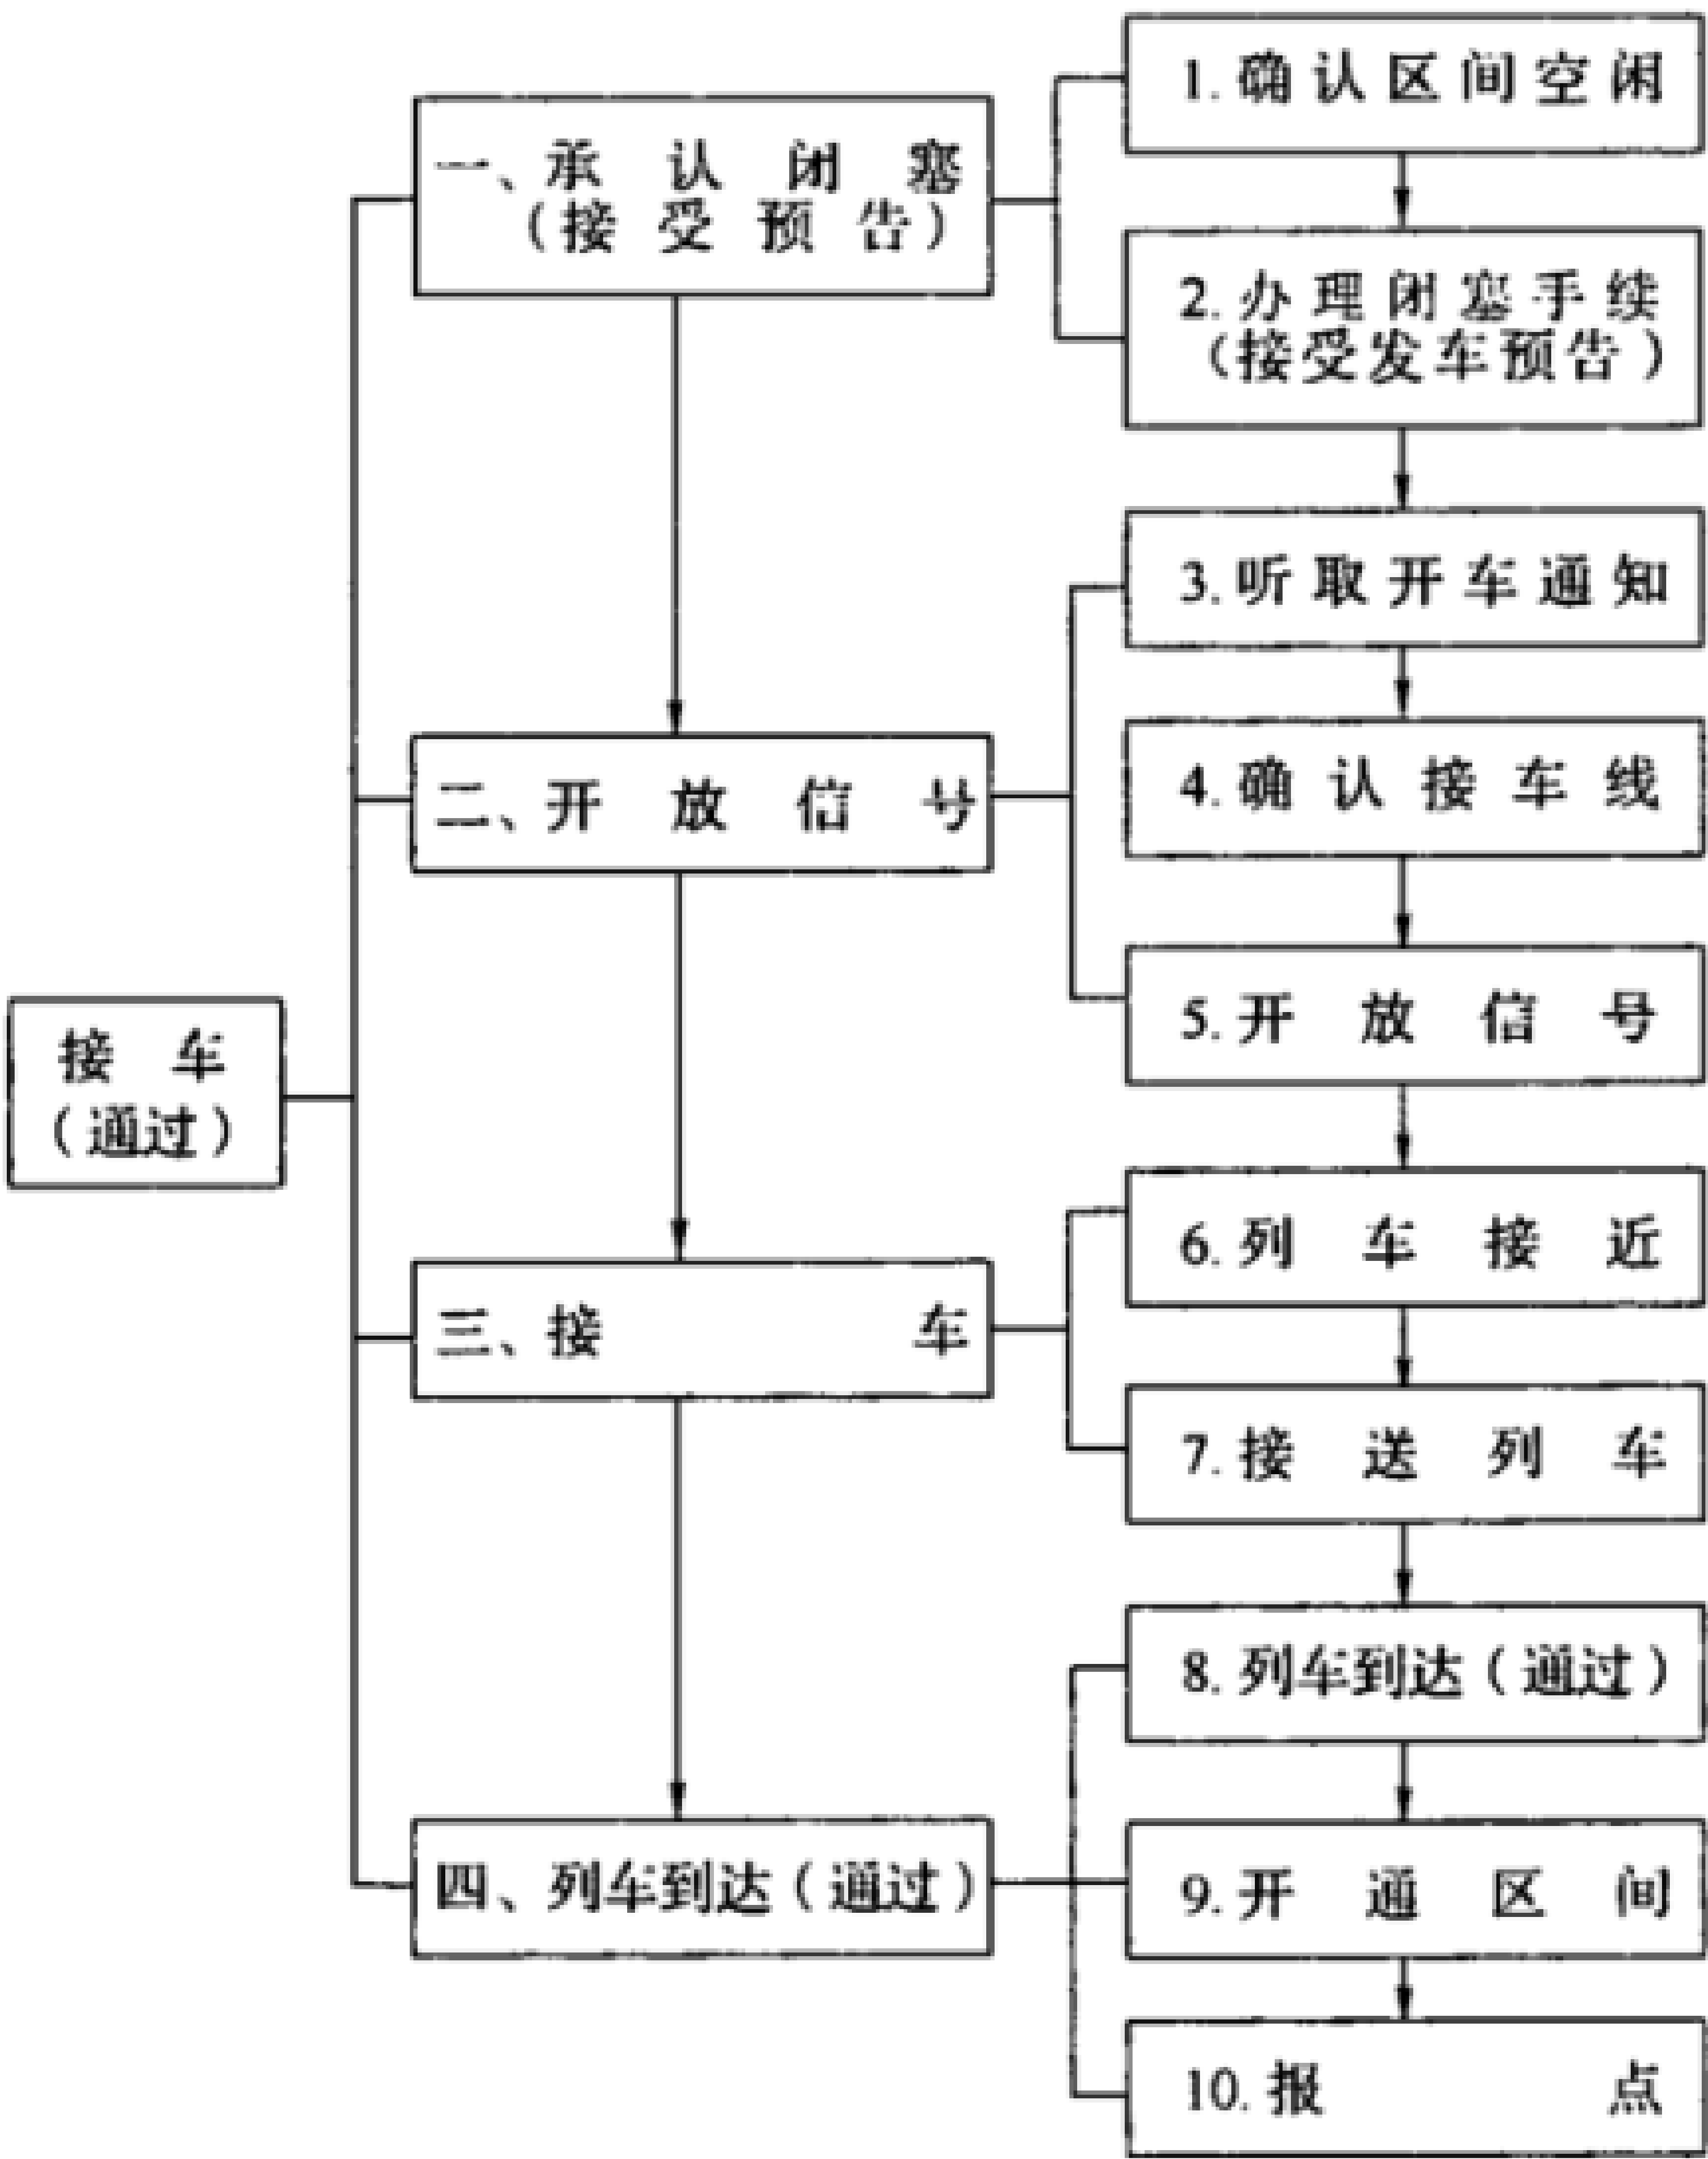 接车
(通过)
一、承认闭塞
(接受预告)
二、开放信号
三、接车
四、列车到达(通过)
1.确认区间空闲
2.办理闭塞手续
(接受发车预告)
3.听取开车通知
4.确认接车线
5.开放信号
6.列车接近
7.接送列车
8.列车到达(通过)
9.开通区间
10.报点